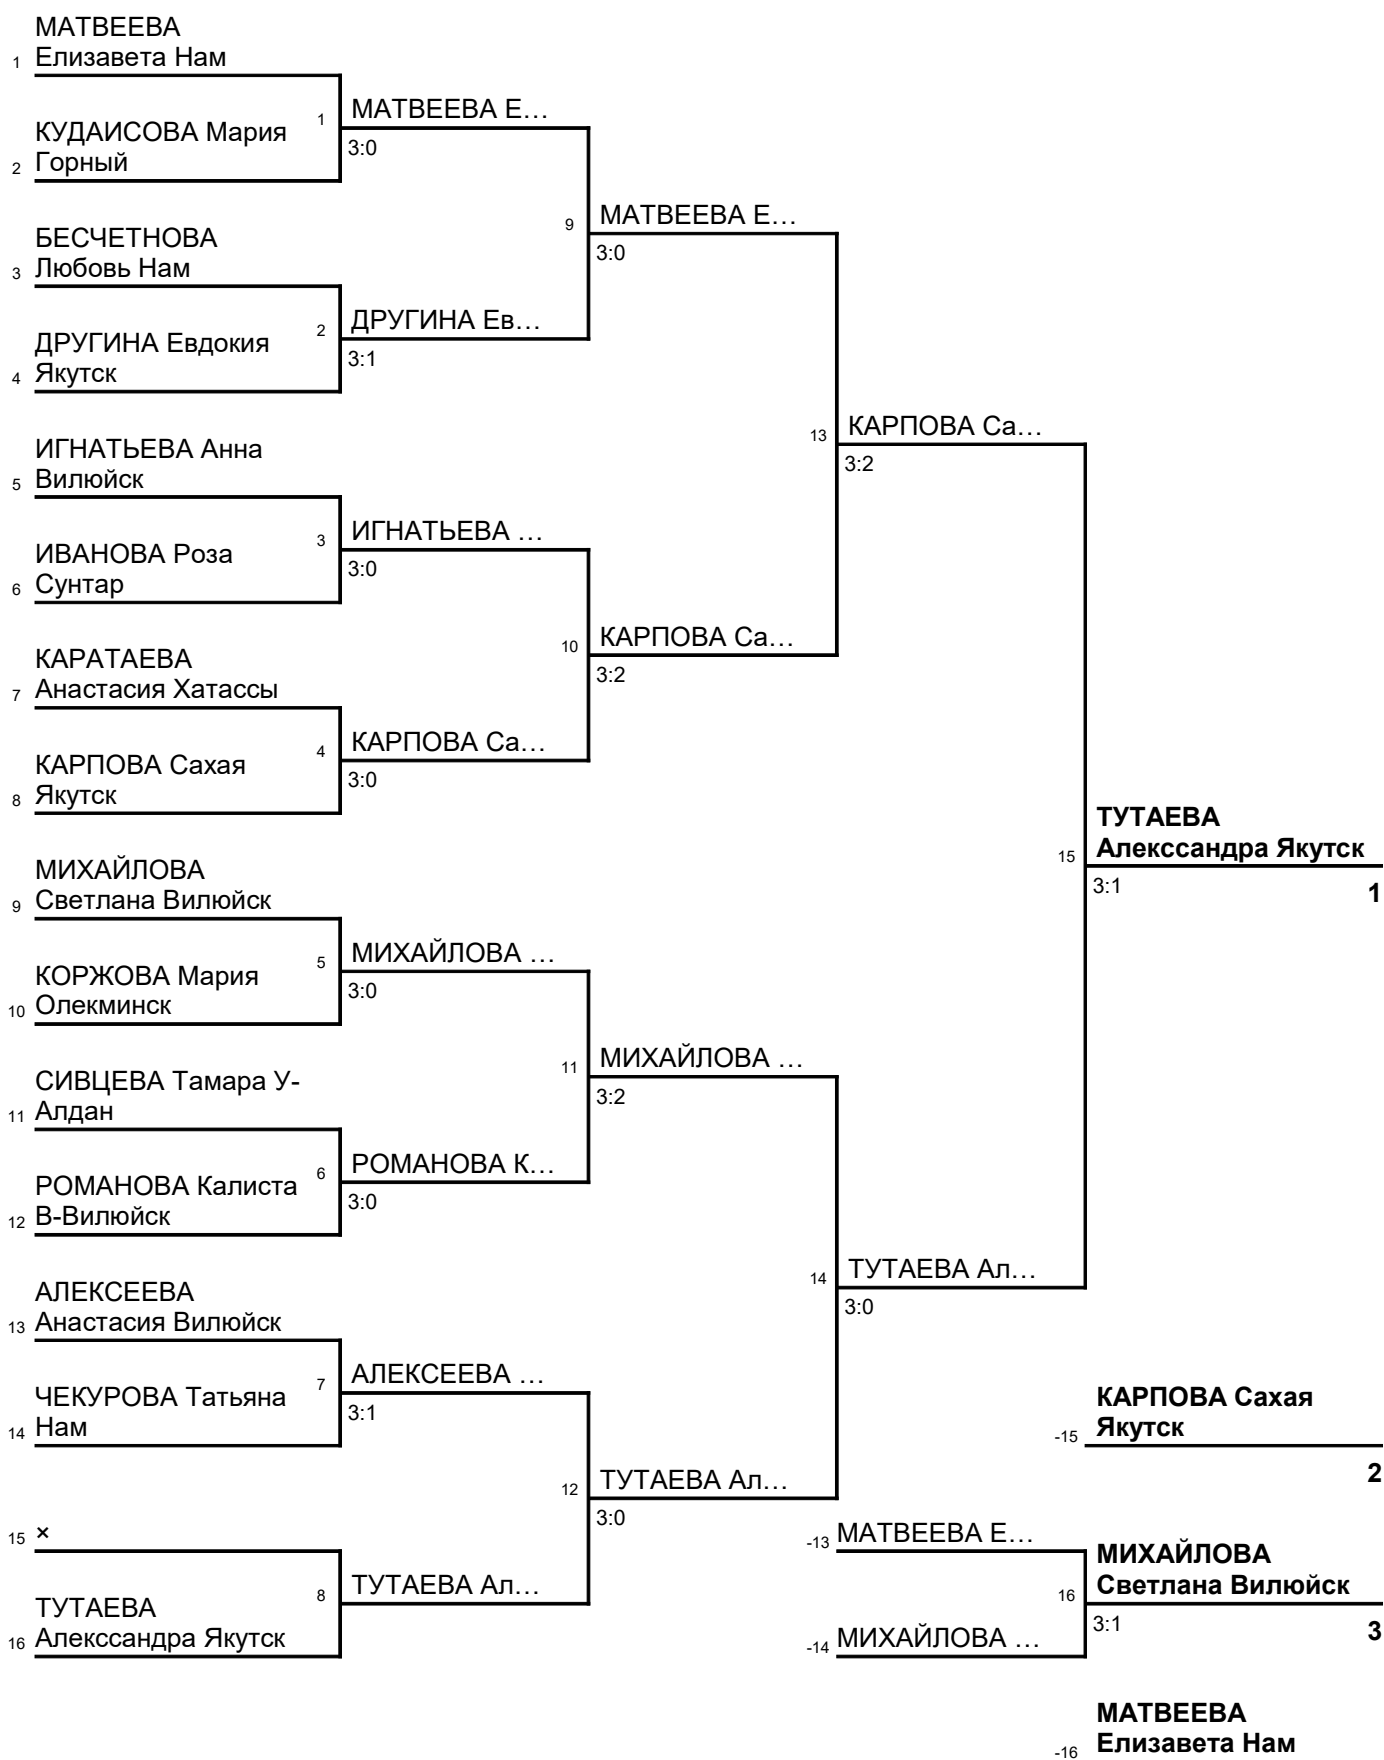 МАТВЕЕВА
1 Елизавета Нам
1 МАТВЕЕВА Е…
3:0
КУДАИСОВА Мария
2 Горный
9 МАТВЕЕВА Е…
3:0
БЕСЧЕТНОВА
3 Любовь Нам
2 ДРУГИНА Ев…
3:1
ДРУГИНА Евдокия
4 Якутск
13 КАРПОВА Са…
3:2
ИГНАТЬЕВА Анна
5 Вилюйск
3 ИГНАТЬЕВА …
3:0
ИВАНОВА Роза
6 Сунтар
10 КАРПОВА Са…
3:2
КАРАТАЕВА
7 Анастасия Хатассы
4 КАРПОВА Са…
3:0
КАРПОВА Сахая
8 Якутск
ТУТАЕВА
15 Алекссандра Якутск
3:1
1
МИХАЙЛОВА
9 Светлана Вилюйск
5 МИХАЙЛОВА …
3:0
КОРЖОВА Мария
10 Олекминск
11 МИХАЙЛОВА …
3:2
СИВЦЕВА Тамара У-
11 Алдан
6 РОМАНОВА К…
3:0
РОМАНОВА Калиста
12 В-Вилюйск
14 ТУТАЕВА Ал…
3:0
АЛЕКСЕЕВА
13 Анастасия Вилюйск
7 АЛЕКСЕЕВА …
3:1
ЧЕКУРОВА Татьяна
14 Нам
КАРПОВА Сахая
-15 Якутск
2
12 ТУТАЕВА Ал…
3:0
15 ×
8 ТУТАЕВА Ал…
ТУТАЕВА
16 Алекссандра Якутск
-13 МАТВЕЕВА Е…
МИХАЙЛОВА
16 Светлана Вилюйск
3:1
3
-14 МИХАЙЛОВА …
МАТВЕЕВА
-16 Елизавета Нам